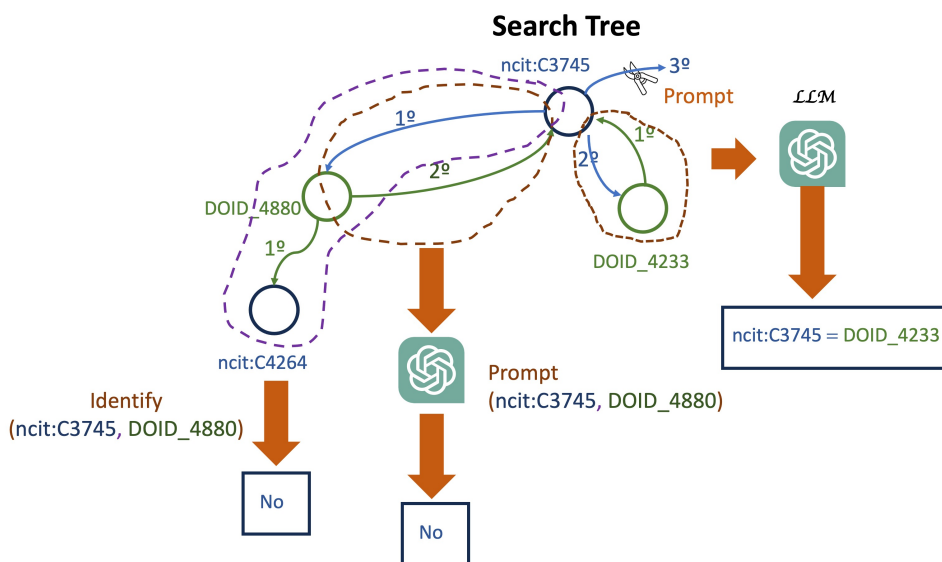 Search Tree
ncit:C3745
3º
Prompt
LLM
1º
1º
2º
2º
DOID_4880
DOID_4233
1º
ncit:C3745 = DOID_4233
ncit:C4264
Identify
(ncit:C3745, DOID_4880)
Prompt
(ncit:C3745, DOID_4880)
No
No